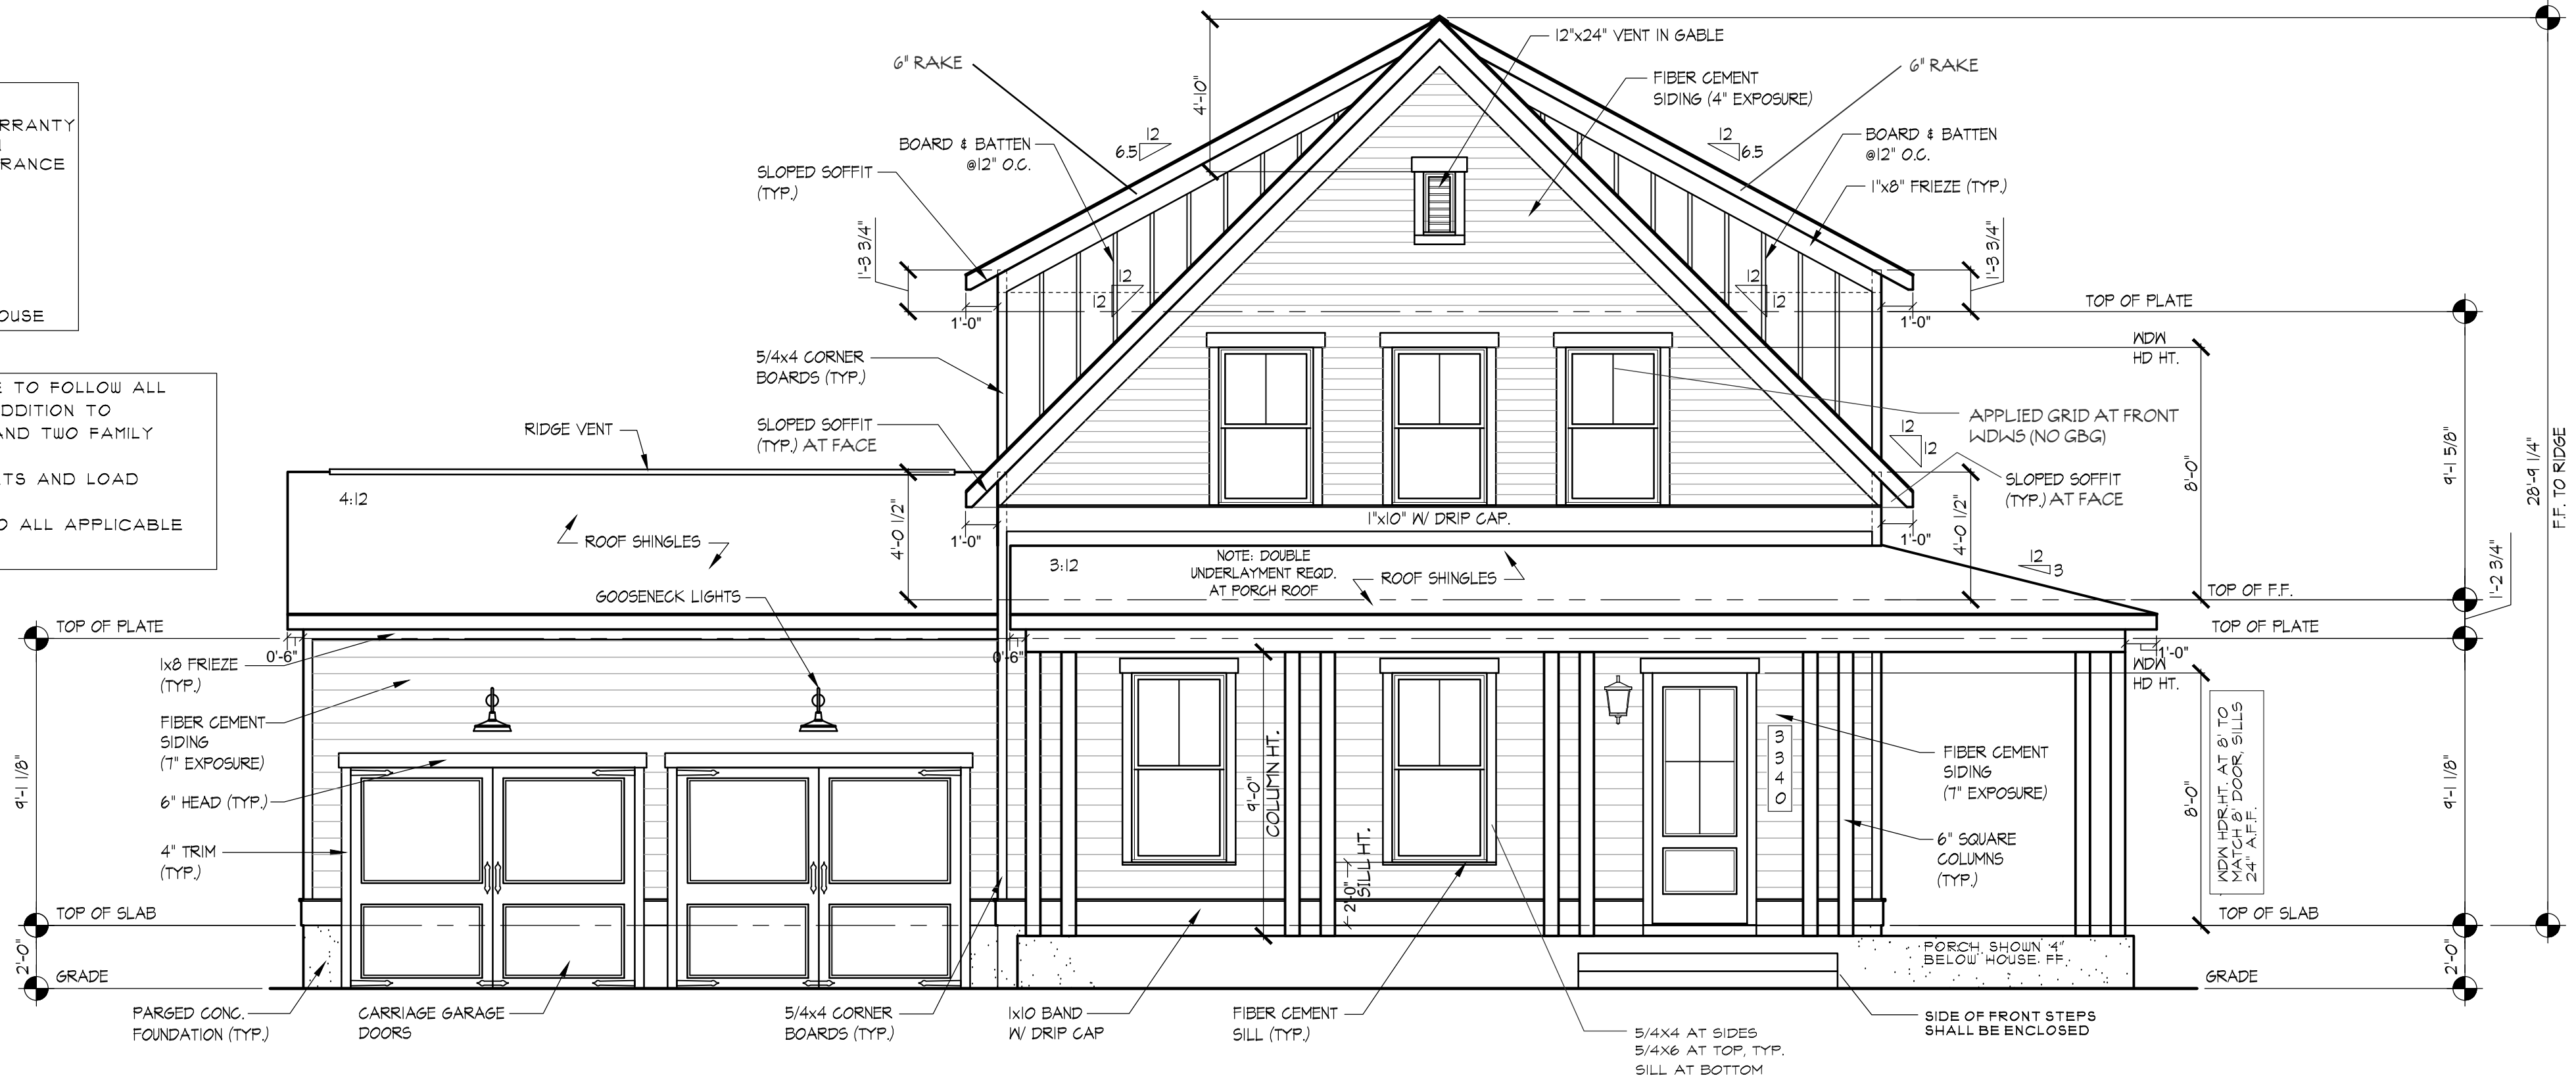 RRANTY
RANCE
OUSE
E TO FOLLOW ALL
DDITION TO
AND TWO FAMILY
TS AND LOAD
O ALL APPLICABLE
6" RAKE
4'-10"
12"x24" VENT IN GABLE
FIBER CEMENT
SIDING (4" EXPOSURE)
6" RAKE
12
6.5
12
6.5
BOARD & BATTEN
@12" O.C.
BOARD & BATTEN
@12" O.C.
SLOPED SOFFIT
(TYP.)
1"x8" FRIEZE (TYP.)
1'-3 3/4"
1'-3 3/4"
12
12
12
12
1'-0"
1'-0"
TOP OF PLATE
WDW
HD HT.
5/4x4 CORNER
BOARDS (TYP.)
SLOPED SOFFIT
(TYP.) AT FACE
RIDGE VENT
APPLIED GRID AT FRONT
WDWS (NO GBG)
12
12
SLOPED SOFFIT
(TYP.) AT FACE
8'-0"
9'-1 5/8"
28'-9 1/4"
F.F. TO RIDGE
4:12
ROOF SHINGLES
4'-0 1/2"
1'-0"
1"x10" W/ DRIP CAP.
1'-0"
4'-0 1/2"
3:12
NOTE: DOUBLE
UNDERLAYMENT REQD.
AT PORCH ROOF
ROOF SHINGLES
12
3
1'-2 3/4"
GOOSENECK LIGHTS
TOP OF F.F.
TOP OF PLATE
TOP OF PLATE
0'-6"
0'-6"
1'-0"
WDW
HD HT.
1x8 FRIEZE
(TYP.)
FIBER CEMENT
SIDING
(7" EXPOSURE)
6" HEAD (TYP.)
4" TRIM
(TYP.)
9'-1 1/8"
9'-0"
COLUMN HT.
2'-0"
SILL HT.
3
3
4
0
FIBER CEMENT
SIDING
(7" EXPOSURE)
6" SQUARE
COLUMNS
(TYP.)
8'-0"
WDW HDR.HT. AT 8' TO
MATCH 8' DOOR, SILLS
24" A.F.F.
9'-1 1/8"
TOP OF SLAB
TOP OF SLAB
2'-0"
GRADE
PORCH SHOWN 4"
BELOW HOUSE FF.
2'-0"
GRADE
PARGED CONC.
FOUNDATION (TYP.)
CARRIAGE GARAGE
DOORS
5/4x4 CORNER
BOARDS (TYP.)
1x10 BAND
W/ DRIP CAP
FIBER CEMENT
SILL (TYP.)
5/4X4 AT SIDES
5/4X6 AT TOP, TYP.
SILL AT BOTTOM
SIDE OF FRONT STEPS
SHALL BE ENCLOSED